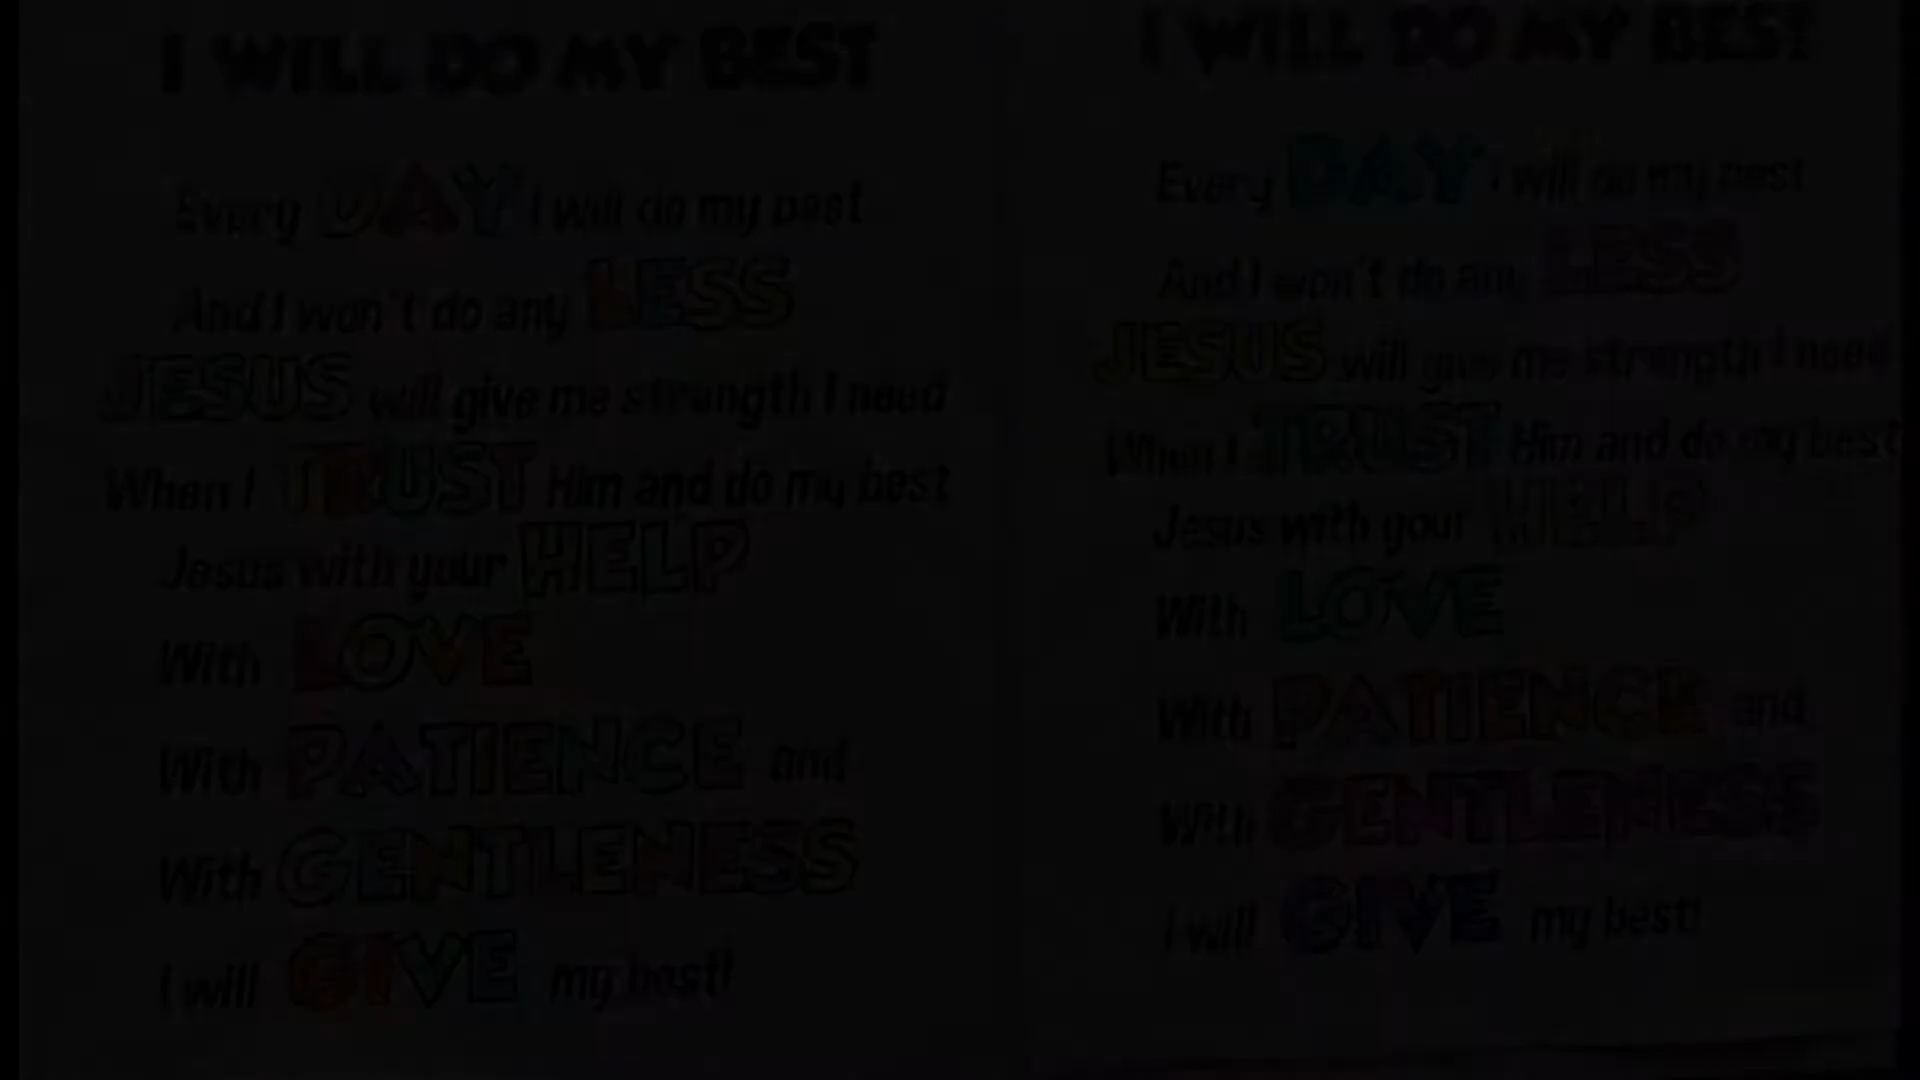 I WILL DO MY BEST
Every DAY I will do my best
And I won't do any LESS
JESUS will give me strength I need
When I TRUST Him and do my best
Jesus with your HELP
With LOVE
With PATIENCE and
With GENTLENESS
I will GIVE my best!
I WILL DO MY BEST
Every DAY I will do my best
And I won't do any LESS
JESUS will give me strength I need
When I TRUST Him and do my best
Jesus with your HELP
With LOVE
With PATIENCE and
With GENTLENESS
I will GIVE my best!